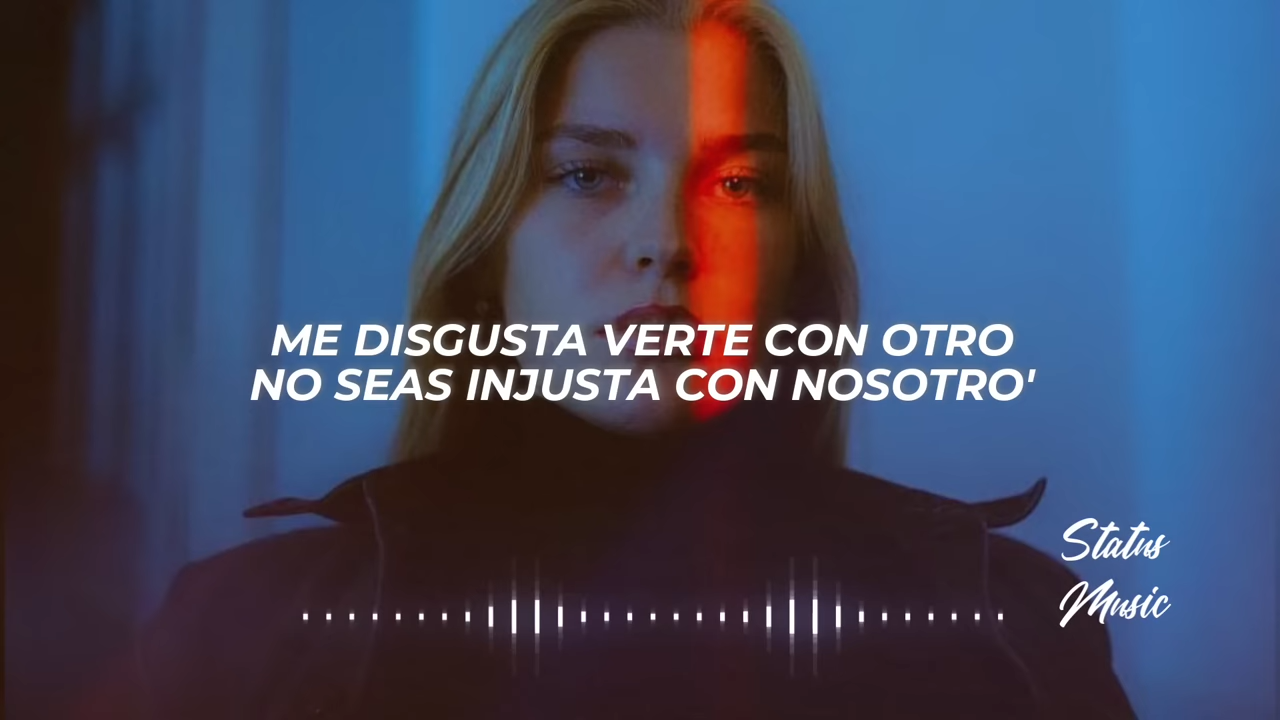 ME DISGUSTA VERTE CON OTRO
NO SEAS INJUSTA CON NOSOTRO'
Status
Music